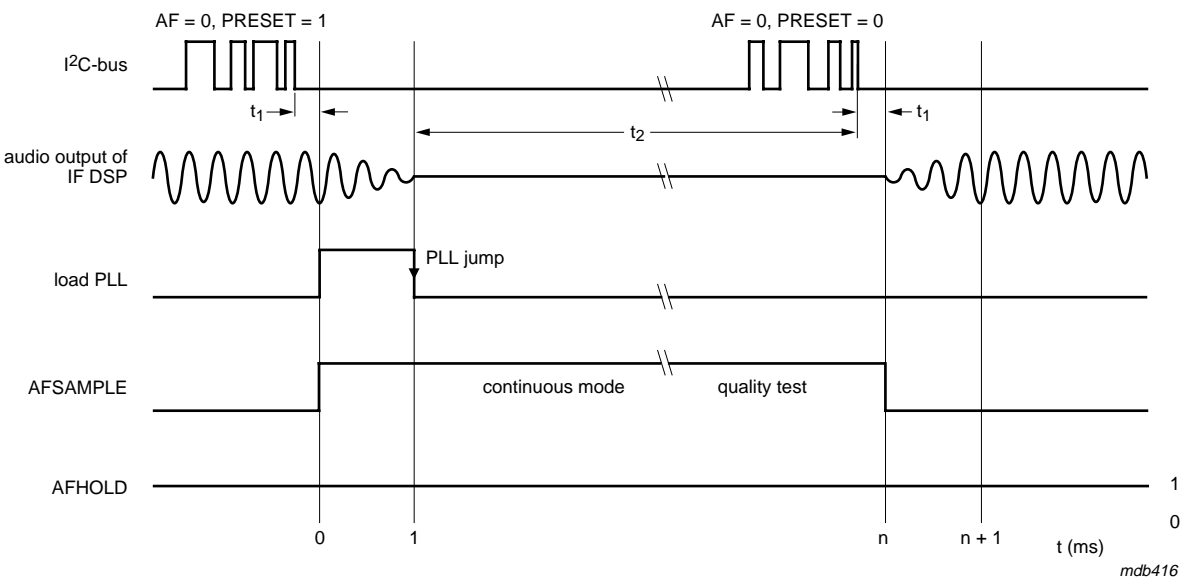 AF = 0, PRESET = 1
AF = 0, PRESET = 0
I²C-bus
t₁
t₁
t₂
audio output of
IF DSP
PLL jump
load PLL
AFSAMPLE
continuous mode
quality test
AFHOLD
1
0
0
1
n
n + 1
t (ms)
mdb416